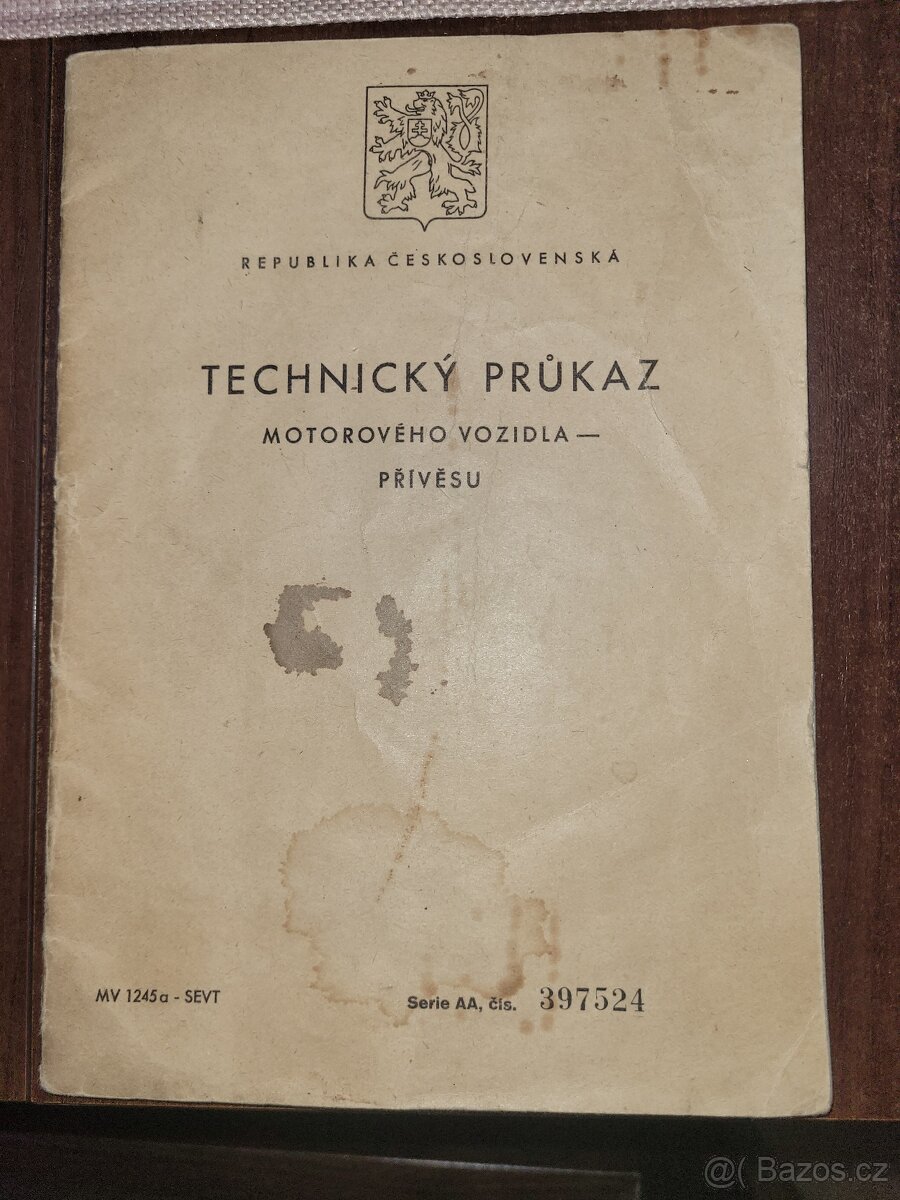 REPUBLIKA ČESKOSLOVENSKÁ
TECHNICKÝ PRŮKAZ
MOTOROVÉHO VOZIDLA —
PŘÍVĚSU
MV 1245a - SEVT
Serie AA, čís. 397524
@( Bazos.cz